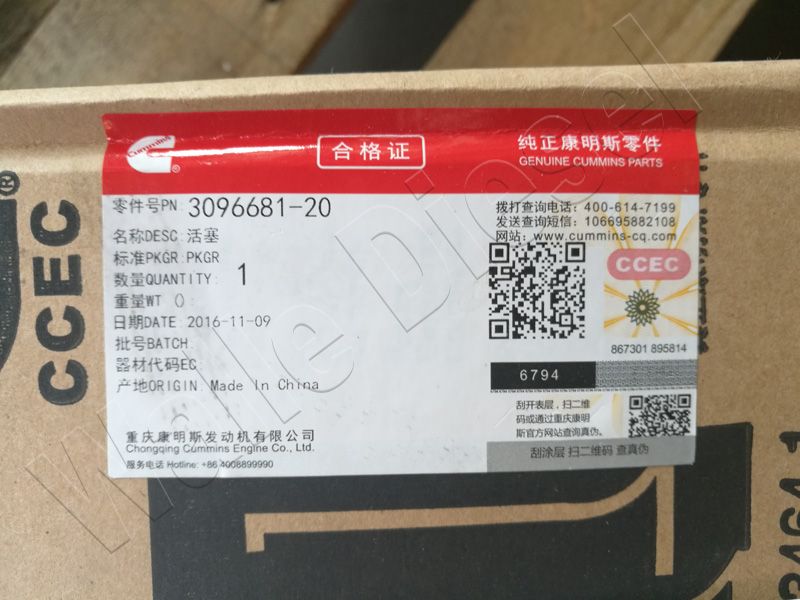 Cummins
®
合格证
纯正康明斯零件
GENUINE CUMMINS PARTS
零件号PN: 3096681-20
名称DESC: 活塞
标准PKGR: PKGR
数量QUANTITY: 1
重量WT ():
日期DATE: 2016-11-09
批号BATCH:
器材代码EC:
产地ORIGIN: Made In China
重庆康明斯发动机有限公司
Chongqing Cummins Engine Co., Ltd.
服务电话 Hotline: +86 4008899990
拨打查询电话: 400-614-7199
发送查询短信: 106695882108
网站: www.cummins-cq.com
CCEC
867301 895814
6794
刮开表层, 扫二维
码或通过重庆康明
斯官方网站查询真伪。
刮涂层 扫二维码 查真伪
®
CCEC
Walle Diesel